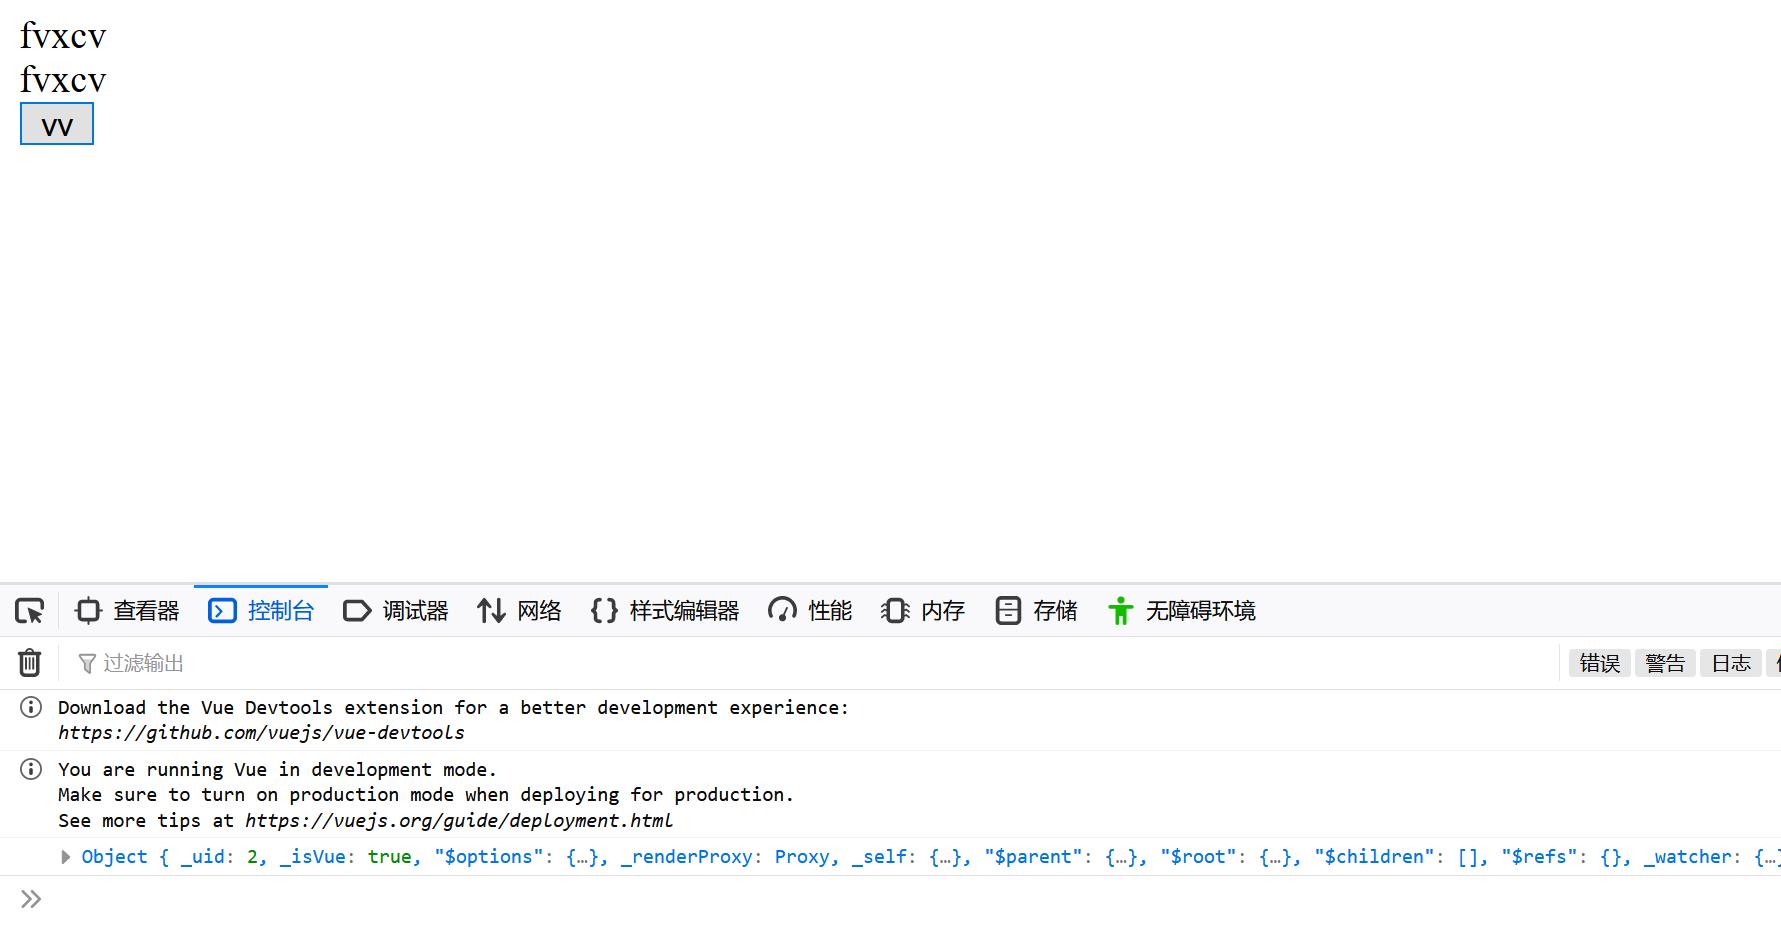 fvxcv
fvxcv
vv
查看器 控制台 调试器 网络 样式编辑器 性能 内存 存储 无障碍环境
过滤输出 错误 警告 日志
Download the Vue Devtools extension for a better development experience:
https://github.com/vuejs/vue-devtools
You are running Vue in development mode.
Make sure to turn on production mode when deploying for production.
See more tips at https://vuejs.org/guide/deployment.html
Object { _uid: 2, _isVue: true, "$options": {…}, _renderProxy: Proxy, _self: {…}, "$parent": {…}, "$root": {…}, "$children": [], "$refs": {}, _watcher: {…}